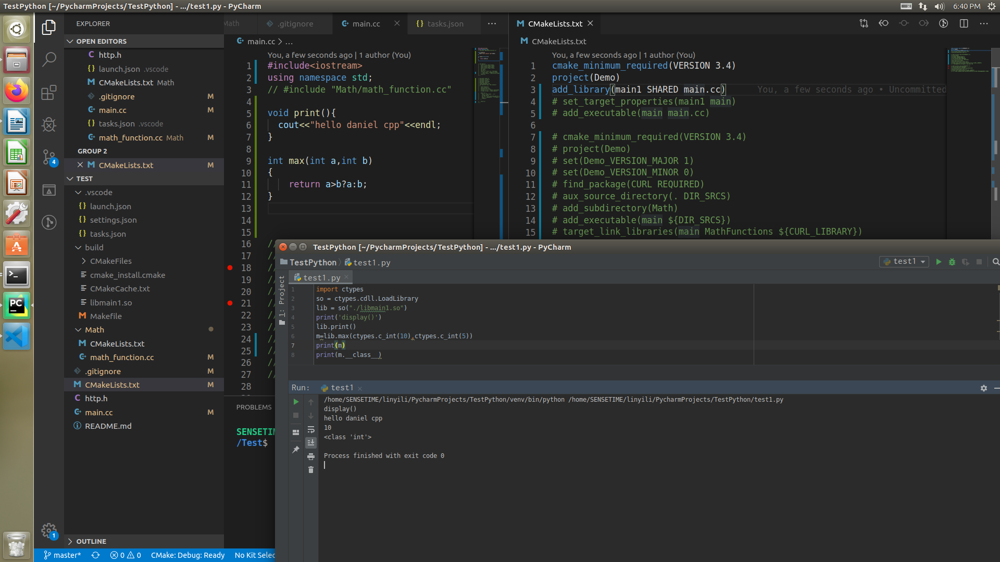 TestPython [~/PycharmProjects/TestPython] - .../test1.py - PyCharm
6:40 PM
EXPLORER
OPEN EDITORS
http.h
launch.json .vscode
CMakeLists.txt Math
.gitignore M
main.cc M
tasks.json .vscode
math_function.cc Math M
GROUP 2
CMakeLists.txt M
TEST
.vscode
launch.json
settings.json
tasks.json
build
CMakeFiles
cmake_install.cmake
CMakeCache.txt
libmain1.so
Makefile
Math
CMakeLists.txt
math_function.cc M
.gitignore M
CMakeLists.txt M
http.h
main.cc M
README.md
OUTLINE
4
1
master*
0 0
CMake: Debug: Ready
No Kit Selec
Math
.gitignore
main.cc
tasks.json
main.cc > ...
You, a few seconds ago | 1 author (You)
1 #include<iostream>
2 using namespace std;
3 // #include "Math/math_function.cc"
4
5 void print(){
6 cout<<"hello daniel cpp"<<endl;
7 }
8
9 int max(int a,int b)
10 {
11 return a>b?a:b;
12 }
13
14
15
16 //
17 //
18 //
19 //
20 //
21 //
22 //
23 //
24 //
25 //
26 //
27 //
28
PROBLEMS
SENSETIM
/Test$
CMakeLists.txt
CMakeLists.txt
You, a few seconds ago | 1 author (You)
1 cmake_minimum_required(VERSION 3.4)
2 project(Demo)
3 add_library(main1 SHARED main.cc) You, a few seconds ago • Uncommitted
4 # set_target_properties(main1 main)
5 # add_executable(main main.cc)
6
7 # cmake_minimum_required(VERSION 3.4)
8 # project(Demo)
9 # set(Demo_VERSION_MAJOR 1)
10 # set(Demo_VERSION_MINOR 0)
11 # find_package(CURL REQUIRED)
12 # aux_source_directory(. DIR_SRCS)
13 # add_subdirectory(Math)
14 # add_executable(main ${DIR_SRCS})
15 # target_link_libraries(main MathFunctions ${CURL_LIBRARY})
TestPython [~/PycharmProjects/TestPython] - .../test1.py - PyCharm
TestPython test1.py
test1
test1.py
1: Project
1 import ctypes
2 so = ctypes.cdll.LoadLibrary
3 lib = so("./libmain1.so")
4 print('display()')
5 lib.print()
6 m=lib.max(ctypes.c_int(10),ctypes.c_int(5))
7 print(m)
8 print(m.__class__)
Run: test1
/home/SENSETIME/linyili/PycharmProjects/TestPython/venv/bin/python /home/SENSETIME/linyili/PycharmProjects/TestPython/test1.py
display()
hello daniel cpp
10
<class 'int'>
Process finished with exit code 0